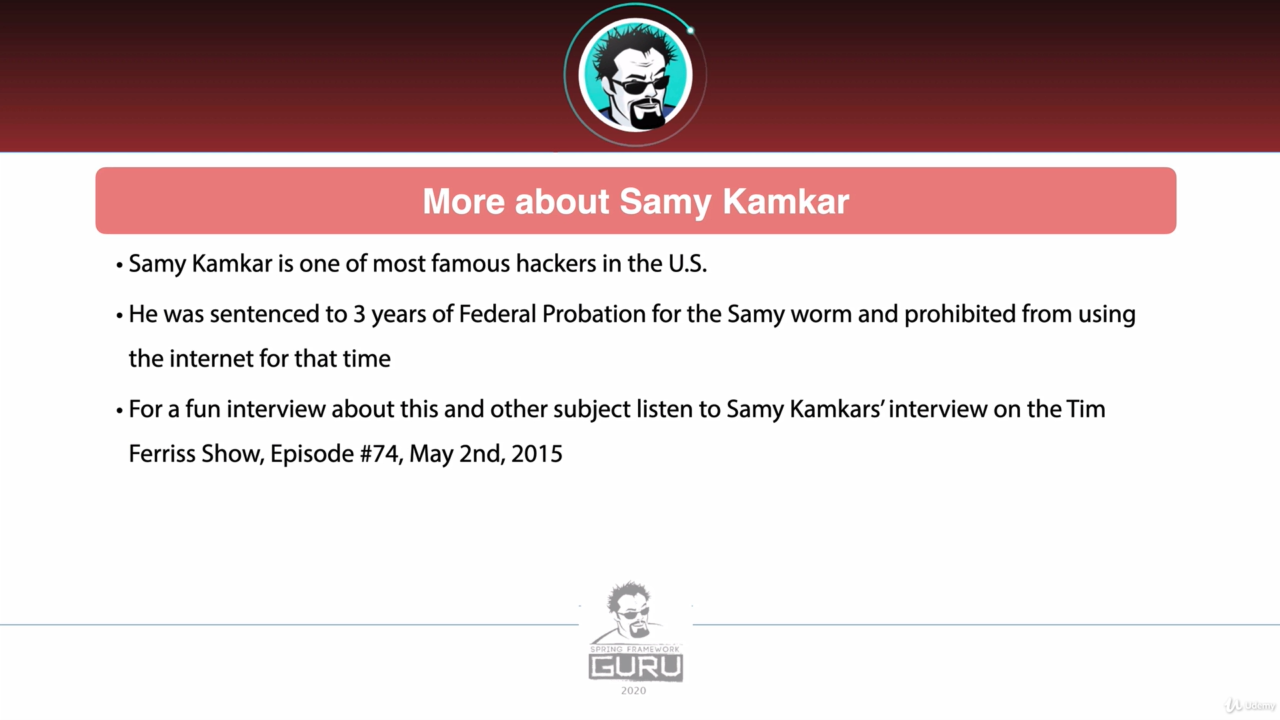 More about Samy Kamkar
• Samy Kamkar is one of most famous hackers in the U.S.
• He was sentenced to 3 years of Federal Probation for the Samy worm and prohibited from using
the internet for that time
• For a fun interview about this and other subject listen to Samy Kamkars’ interview on the Tim
Ferriss Show, Episode #74, May 2nd, 2015
SPRING FRAMEWORK
GURU
2020
Udemy